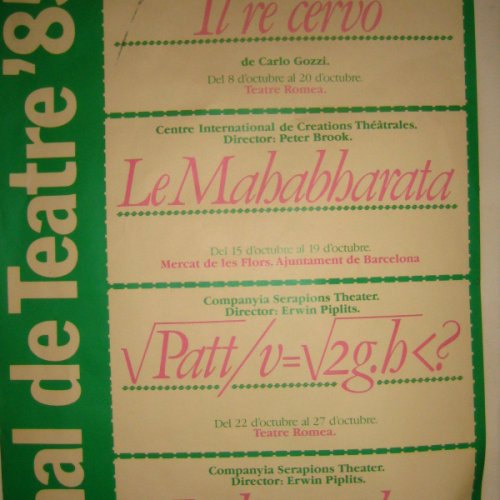 Il re cervo
de Carlo Gozzi.
Del 8 d'octubre al 20 d'octubre.
Teatre Romea.
Centre International de Creations Théâtrales.
Director: Peter Brook.
Le Mahabharata
Del 15 d'octubre al 19 d'octubre.
Mercat de les Flors. Ajuntament de Barcelona
Companyia Serapions Theater.
Director: Erwin Piplits.
√Patt/v=√2g.h<.?
Del 22 d'octubre al 27 d'octubre.
Teatre Romea.
Companyia Serapions Theater.
Director: Erwin Piplits.
nal de Teatre '85